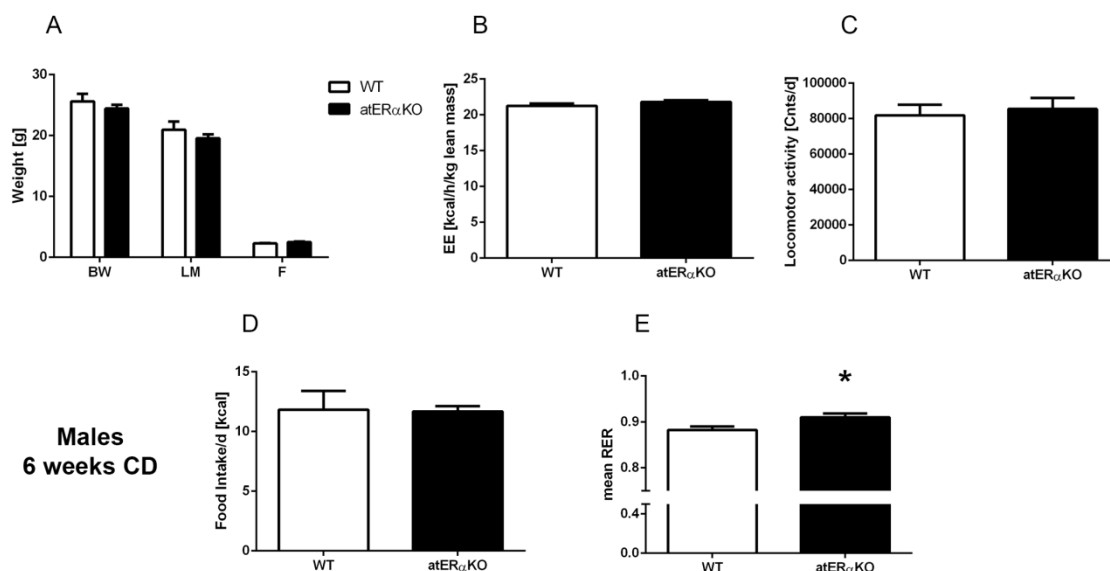 A
Weight [g]
30
20
10
0
BW LM F
WT
atERαKO
B
EE [kcal/h/kg lean mass]
25
20
15
10
5
0
WT atERαKO
C
Locomotor activity [Cnts/d]
100000
80000
60000
40000
20000
0
WT atERαKO
Males
6 weeks CD
D
Food Intake/d [kcal]
15
10
5
0
WT atERαKO
E
mean RER
1.0
0.9
0.8
0.4
0.0
*
WT atERαKO